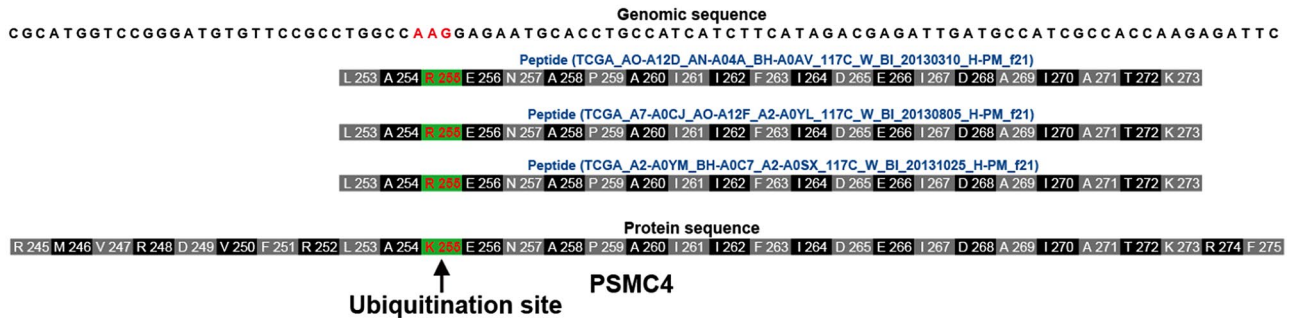 Genomic sequence
C G C A T G G T C C G G G A T G T G T T C C G C C T G G C C A A G G A G A A T G C A C C T G C C A T C A T C T T C A T A G A C G A G A T T G A T G C C A T C G C C A C C A A G A G A T T C
Peptide (TCGA_AO-A12D_AN-A04A_BH-A0AV_117C_W_BI_20130310_H-PM_f21)
L 253 A 254 R 255 E 256 N 257 A 258 P 259 A 260 I 261 I 262 F 263 I 264 D 265 E 266 I 267 D 268 A 269 I 270 A 271 T 272 K 273
Peptide (TCGA_A7-A0CJ_AO-A12F_A2-A0YL_117C_W_BI_20130805_H-PM_f21)
L 253 A 254 R 255 E 256 N 257 A 258 P 259 A 260 I 261 I 262 F 263 I 264 D 265 E 266 I 267 D 268 A 269 I 270 A 271 T 272 K 273
Peptide (TCGA_A2-A0YM_BH-A0C7_A2-A0SX_117C_W_BI_20131025_H-PM_f21)
L 253 A 254 R 255 E 256 N 257 A 258 P 259 A 260 I 261 I 262 F 263 I 264 D 265 E 266 I 267 D 268 A 269 I 270 A 271 T 272 K 273
Protein sequence
R 245 M 246 V 247 R 248 D 249 V 250 F 251 R 252 L 253 A 254 K 255 E 256 N 257 A 258 P 259 A 260 I 261 I 262 F 263 I 264 D 265 E 266 I 267 D 268 A 269 I 270 A 271 T 272 K 273 R 274 F 275
PSMC4
Ubiquitination site